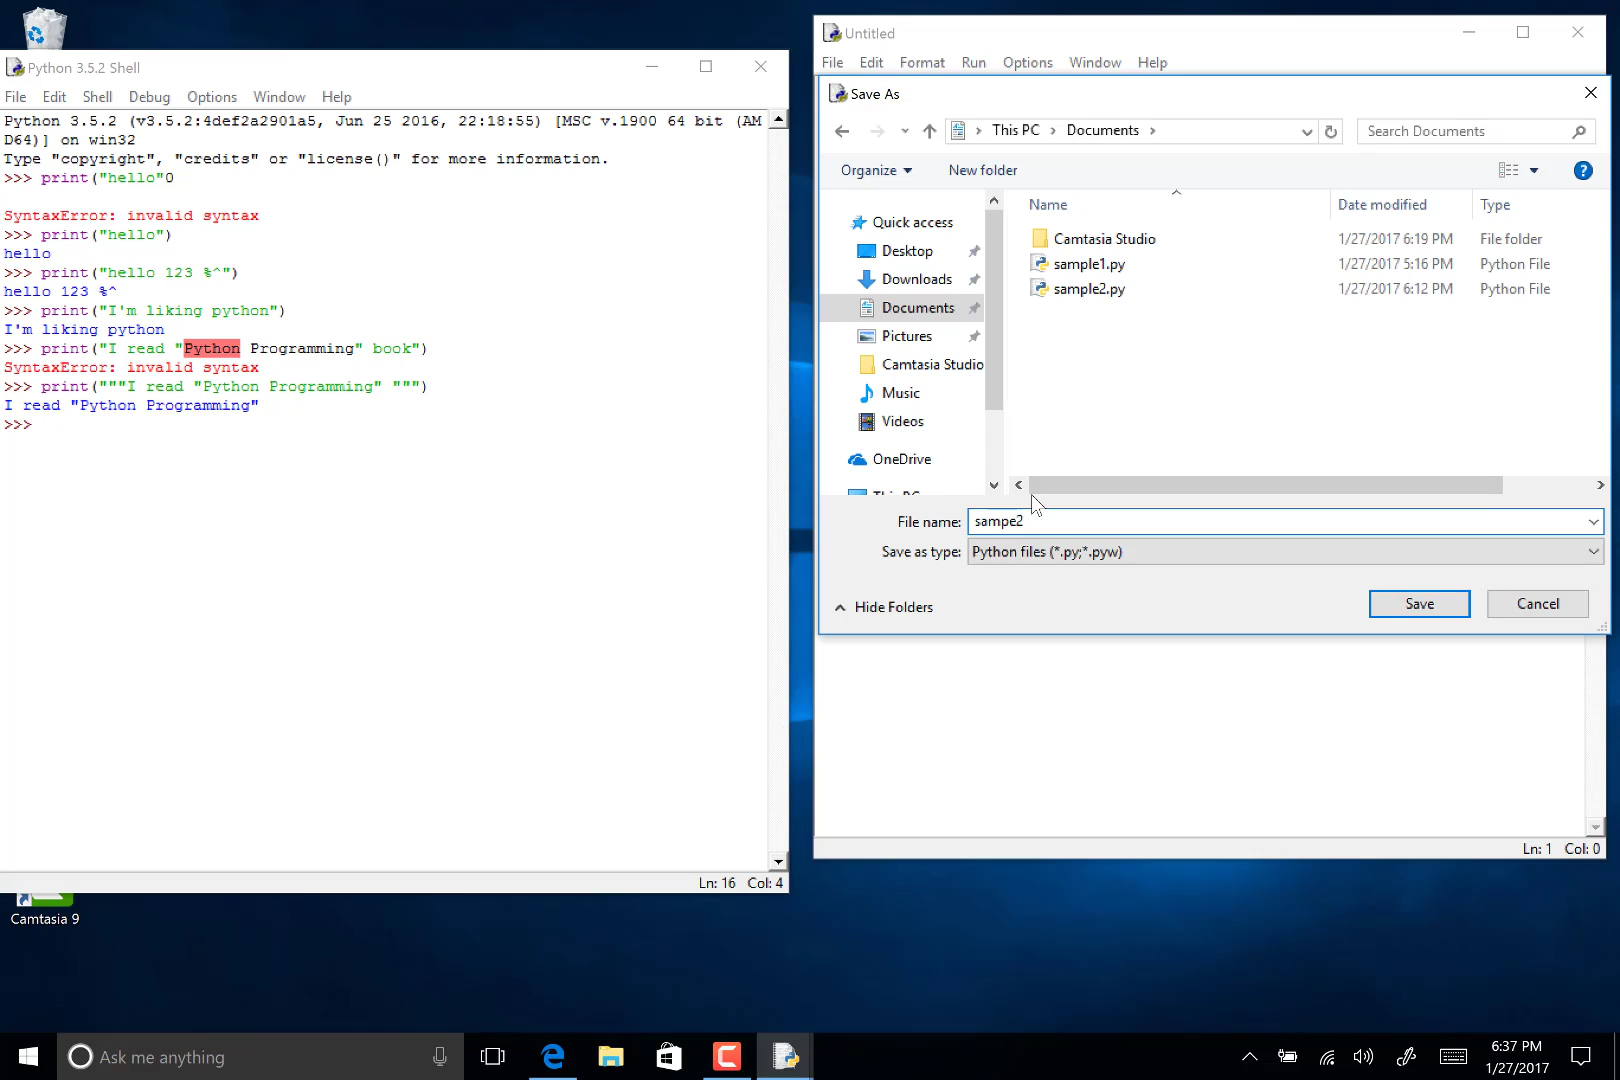 Python 3.5.2 Shell
File Edit Shell Debug Options Window Help
Python 3.5.2 (v3.5.2:4def2a2901a5, Jun 25 2016, 22:18:55) [MSC v.1900 64 bit (AM
D64)] on win32
Type "copyright", "credits" or "license()" for more information.
>>> print("hello"0
SyntaxError: invalid syntax
>>> print("hello")
hello
>>> print("hello 123 %^")
hello 123 %^
>>> print("I'm liking python")
I'm liking python
>>> print("I read "Python Programming" book")
SyntaxError: invalid syntax
>>> print("""I read "Python Programming" """)
I read "Python Programming"
>>>
Ln: 16 Col: 4
Untitled
File Edit Format Run Options Window Help
Save As
This PC > Documents >
Search Documents
Organize New folder
Quick access
Desktop
Downloads
Documents
Pictures
Camtasia Studio
Music
Videos
OneDrive
This PC
Name Date modified Type
Camtasia Studio 1/27/2017 6:19 PM File folder
sample1.py 1/27/2017 5:16 PM Python File
sample2.py 1/27/2017 6:12 PM Python File
File name: sampe2
Save as type: Python files (*.py;*.pyw)
Hide Folders
Save Cancel
Ln: 1 Col: 0
Camtasia 9
Ask me anything
6:37 PM
1/27/2017